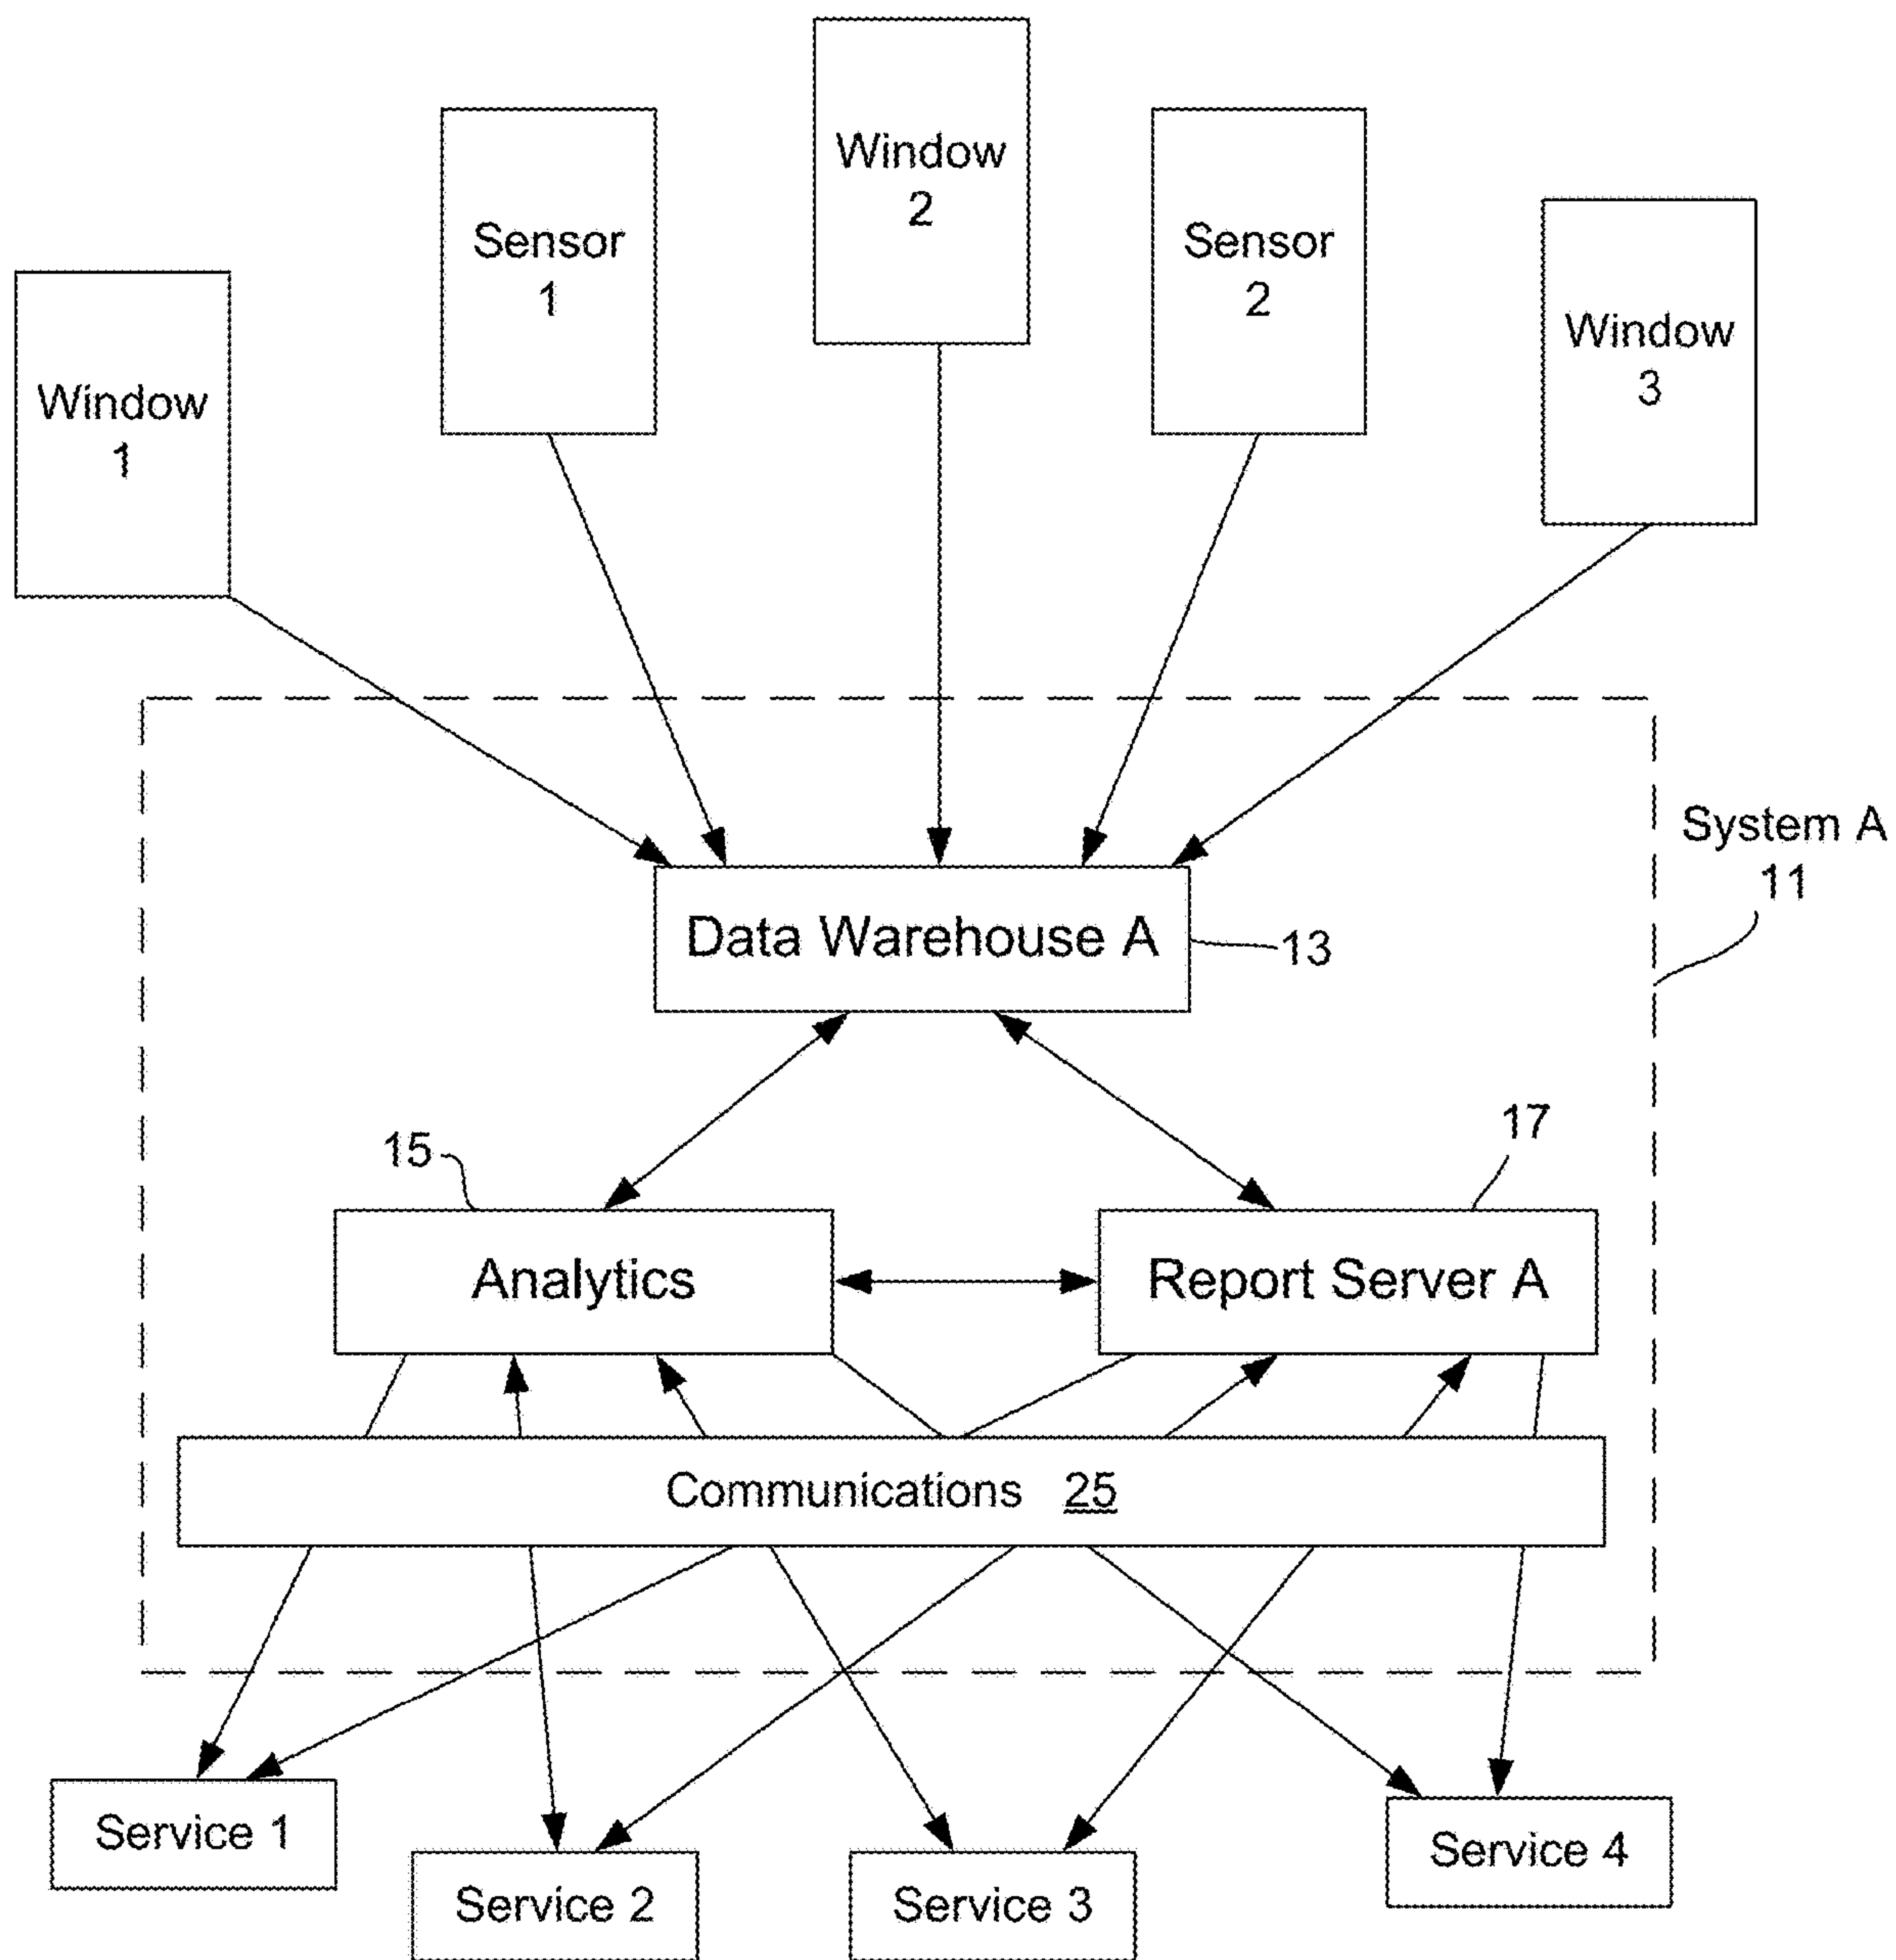 Window
2
Sensor
1
Sensor
2
Window
3
Window
1
System A
11
Data Warehouse A
13
15
17
Analytics
Report Server A
Communications 25
Service 1
Service 4
Service 2
Service 3